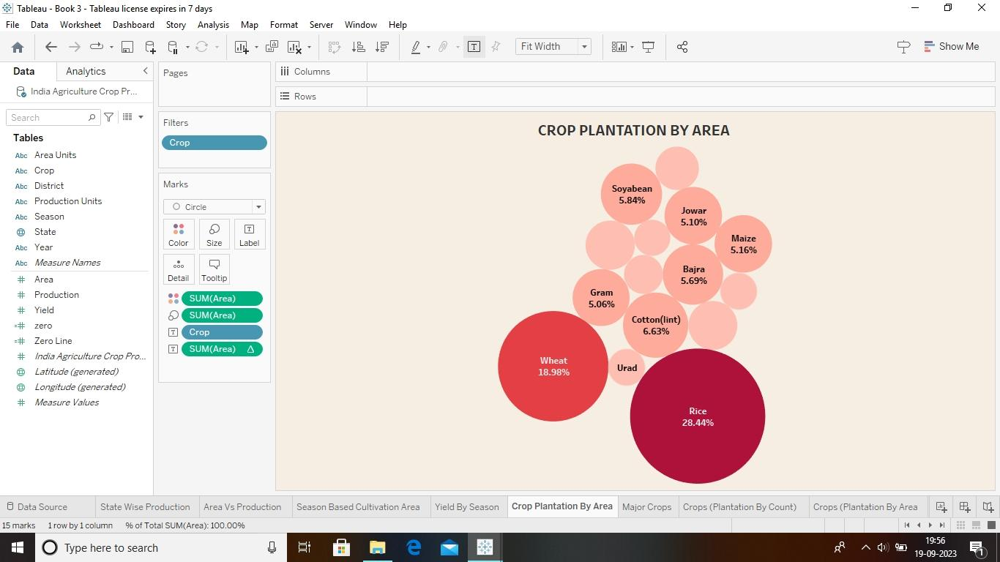 Tableau - Book 3 - Tableau license expires in 7 days
File Data Worksheet Dashboard Story Analysis Map Format Server Window Help
Fit Width
Show Me
Data Analytics
India Agriculture Crop Pr...
Search
Tables
Abc Area Units
Abc Crop
Abc District
Abc Production Units
Abc Season
State
Abc Year
Abc Measure Names
# Area
# Production
# Yield
=# zero
=# Zero Line
# India Agriculture Crop Pro...
Latitude (generated)
Longitude (generated)
# Measure Values
Pages
Filters
Crop
Marks
Circle
Color Size Label
Detail Tooltip
SUM(Area)
SUM(Area)
Crop
SUM(Area) Δ
Columns
Rows
CROP PLANTATION BY AREA
Soyabean
5.84%
Jowar
5.10%
Maize
5.16%
Bajra
5.69%
Gram
5.06%
Cotton(lint)
6.63%
Wheat
18.98%
Urad
Rice
28.44%
Data Source State Wise Production Area Vs Production Season Based Cultivation Area Yield By Season Crop Plantation By Area Major Crops Crops (Plantation By Count) Crops (Plantation By Area
15 marks 1 row by 1 column % of Total SUM(Area): 100.00%
Type here to search
19:56
19-09-2023
1